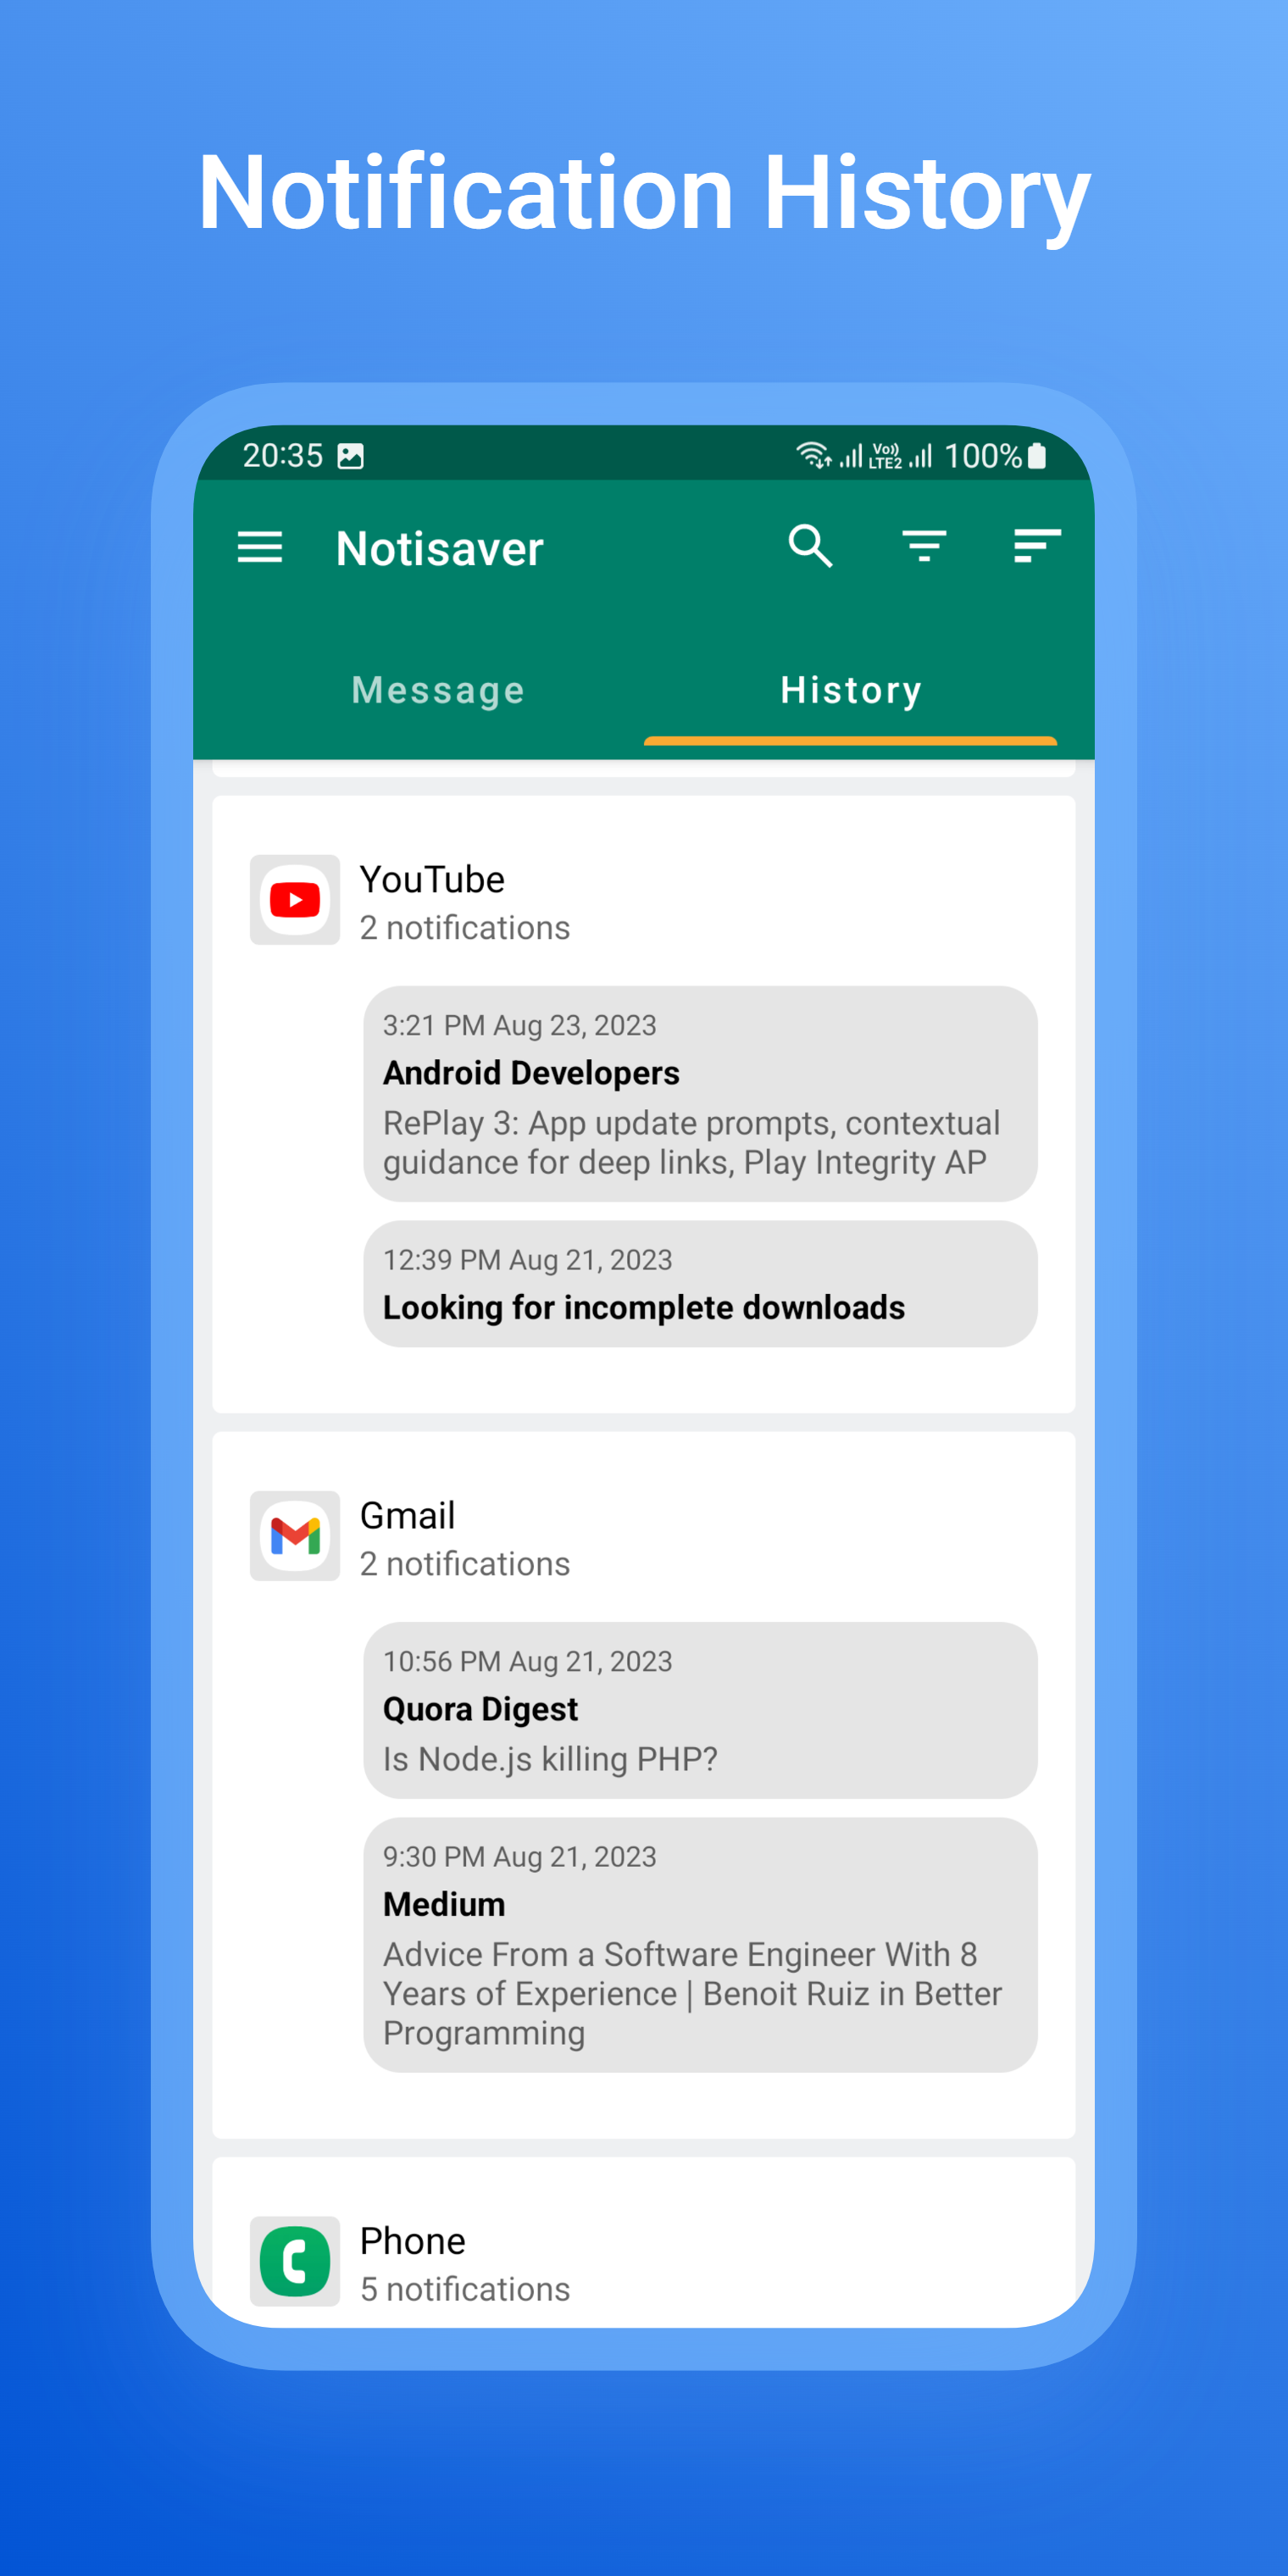 Notification History
20:35
Vo))
LTE2
100%
Notisaver
Message
History
YouTube
2 notifications
3:21 PM Aug 23, 2023
Android Developers
RePlay 3: App update prompts, contextual
guidance for deep links, Play Integrity AP
12:39 PM Aug 21, 2023
Looking for incomplete downloads
Gmail
2 notifications
10:56 PM Aug 21, 2023
Quora Digest
Is Node.js killing PHP?
9:30 PM Aug 21, 2023
Medium
Advice From a Software Engineer With 8
Years of Experience | Benoit Ruiz in Better
Programming
Phone
5 notifications